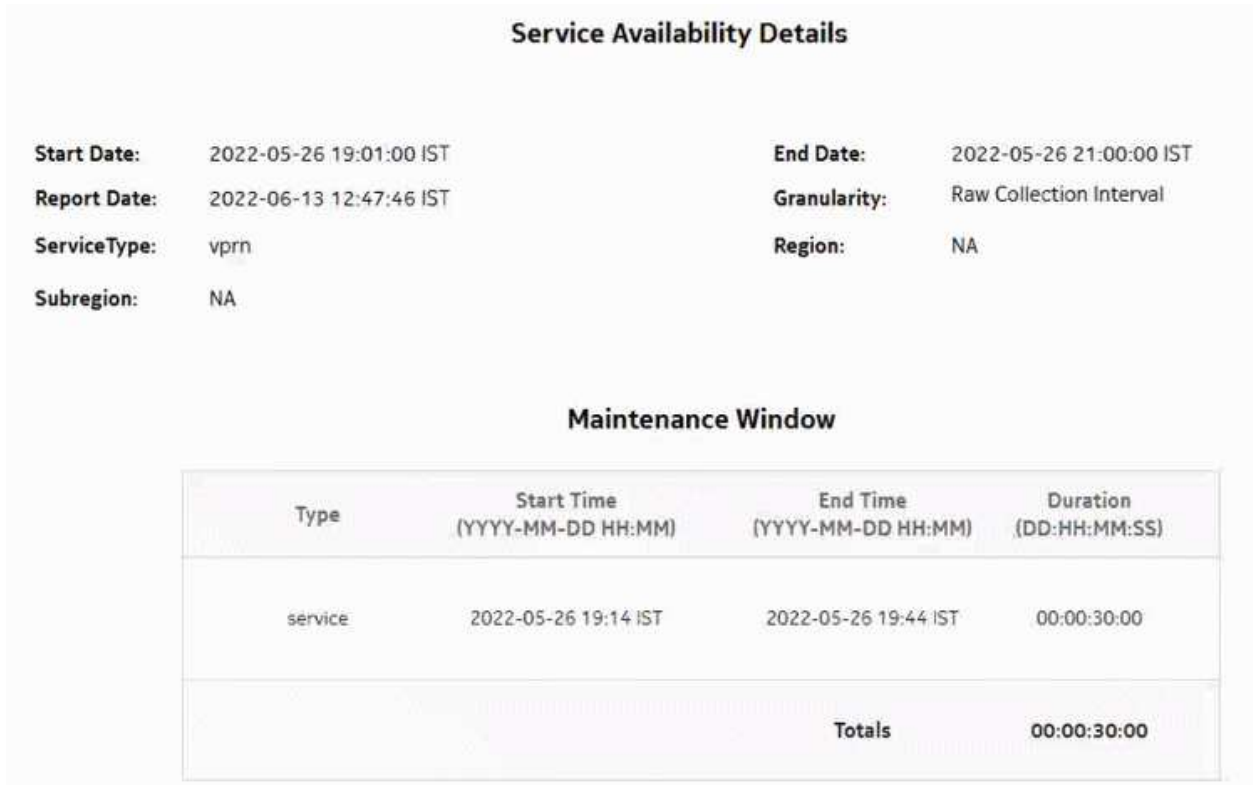 Service Availability Details
Start Date: 2022-05-26 19:01:00 IST End Date: 2022-05-26 21:00:00 IST
Report Date: 2022-06-13 12:47:46 IST Granularity: Raw Collection Interval
ServiceType: vprn Region: NA
Subregion: NA
Maintenance Window
Type Start Time End Time Duration
(YYYY-MM-DD HH:MM) (YYYY-MM-DD HH:MM) (DD:HH:MM:SS)
service 2022-05-26 19:14 IST 2022-05-26 19:44 IST 00:00:30:00
Totals 00:00:30:00